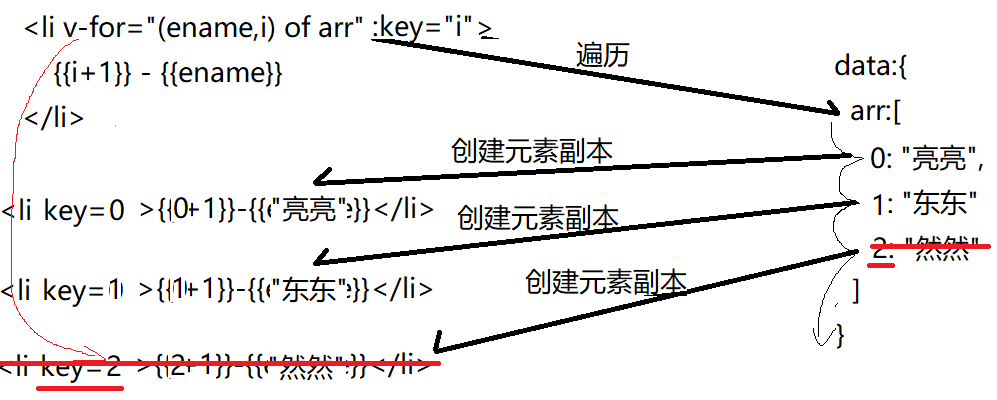 <li v-for="(ename,i) of arr" :key="i">
{{i+1}} - {{ename}}
</li>
遍历
data:{
arr:[
0: "亮亮",
1: "东东"
2: "然然"
]
}
创建元素副本
<li key=0 >{{0+1}}-{{"亮亮"}}</li>
创建元素副本
<li key=1 >{{1+1}}-{{"东东"}}</li>
创建元素副本
<li key=2 >{{2+1}}-{{"然然"}}</li>